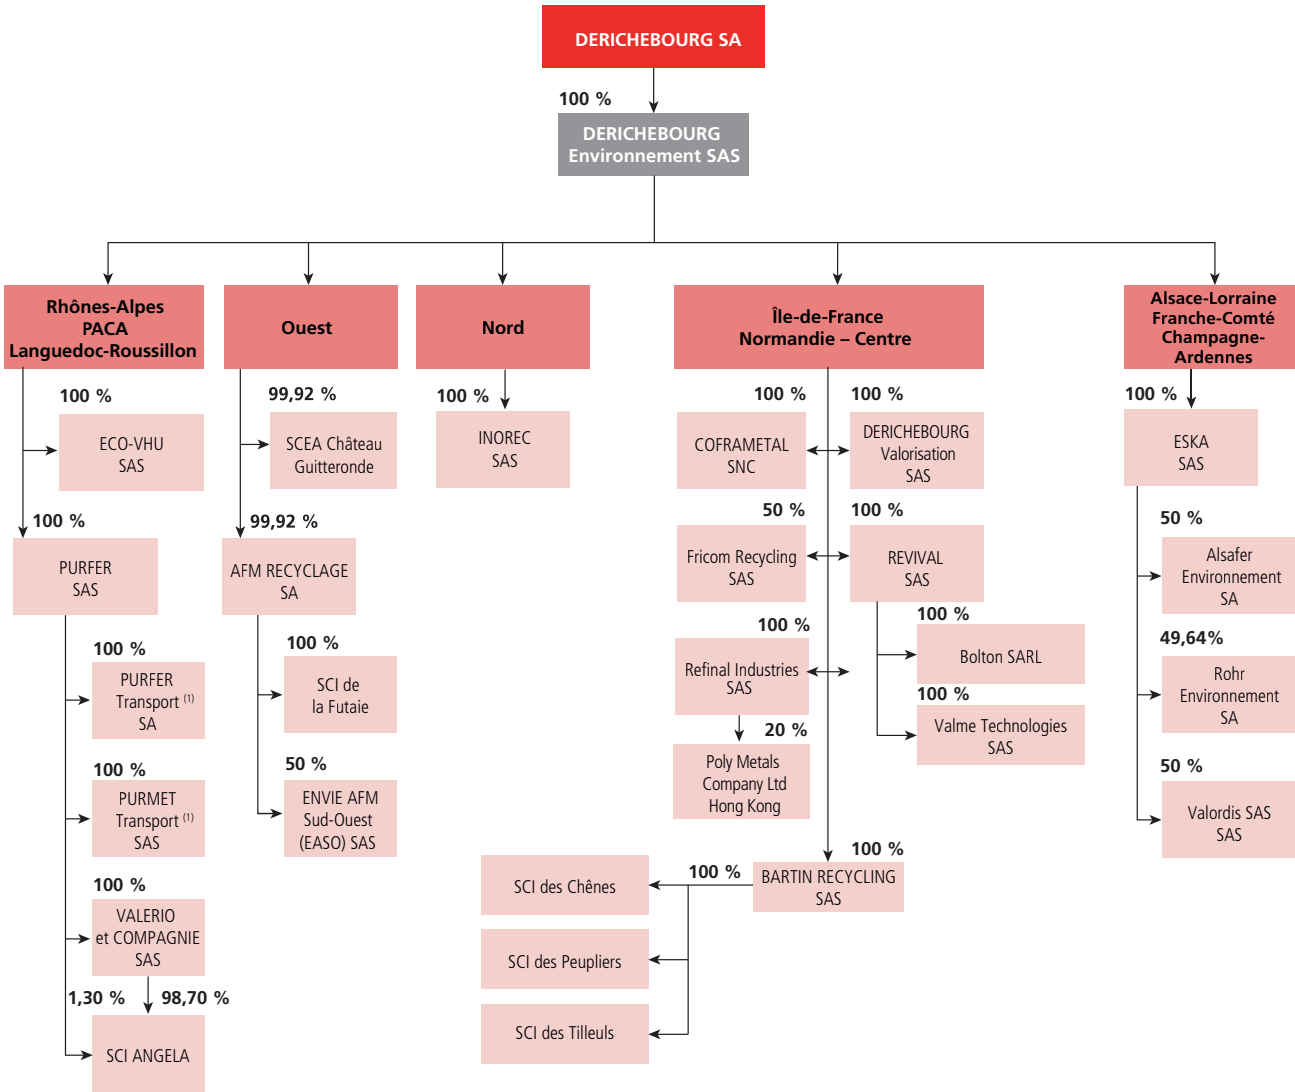 DERICHEBOURG SA
100 %
DERICHEBOURG
Environnement SAS
Rhônes-Alpes
PACA
Languedoc-Roussillon
Ouest
Nord
Île-de-France
Normandie – Centre
Alsace-Lorraine
Franche-Comté
Champagne-
Ardennes
100 %
ECO-VHU
SAS
100 %
PURFER
SAS
100 %
PURFER
Transport (1)
SA
100 %
PURMET
Transport (1)
SAS
100 %
VALERIO
et COMPAGNIE
SAS
1,30 %
98,70 %
SCI ANGELA
99,92 %
SCEA Château
Guitteronde
99,92 %
AFM RECYCLAGE
SA
100 %
SCI de
la Futaie
50 %
ENVIE AFM
Sud-Ouest
(EASO) SAS
100 %
INOREC
SAS
100 %
COFRAMETAL
SNC
100 %
DERICHEBOURG
Valorisation
SAS
50 %
Fricom Recycling
SAS
100 %
REVIVAL
SAS
100 %
Bolton SARL
100 %
Valme Technologies
SAS
100 %
Refinal Industries
SAS
20 %
Poly Metals
Company Ltd
Hong Kong
100 %
BARTIN RECYCLING
SAS
100 %
SCI des Chênes
SCI des Peupliers
SCI des Tilleuls
100 %
ESKA
SAS
50 %
Alsafer
Environnement
SA
49,64%
Rohr
Environnement
SA
50 %
Valordis SAS
SAS